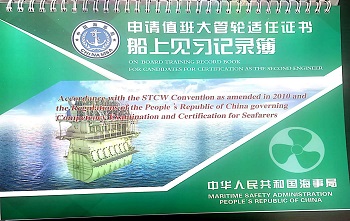 申请值班大管轮适任证书
船上见习记录簿
ON-BOARD TRAINING RECORD BOOK
FOR CANDIDATES FOR CERTIFICATION AS THE SECOND ENGINEER
Accordance with the STCW Convention as amended in 2010 and
the Regulations of the People's Republic of China governing
Competency Examination and Certification for Seafarers
中华人民共和国海事局
MARITIME SAFETY ADMINISTRATION
PEOPLE'S REPUBLIC OF CHINA